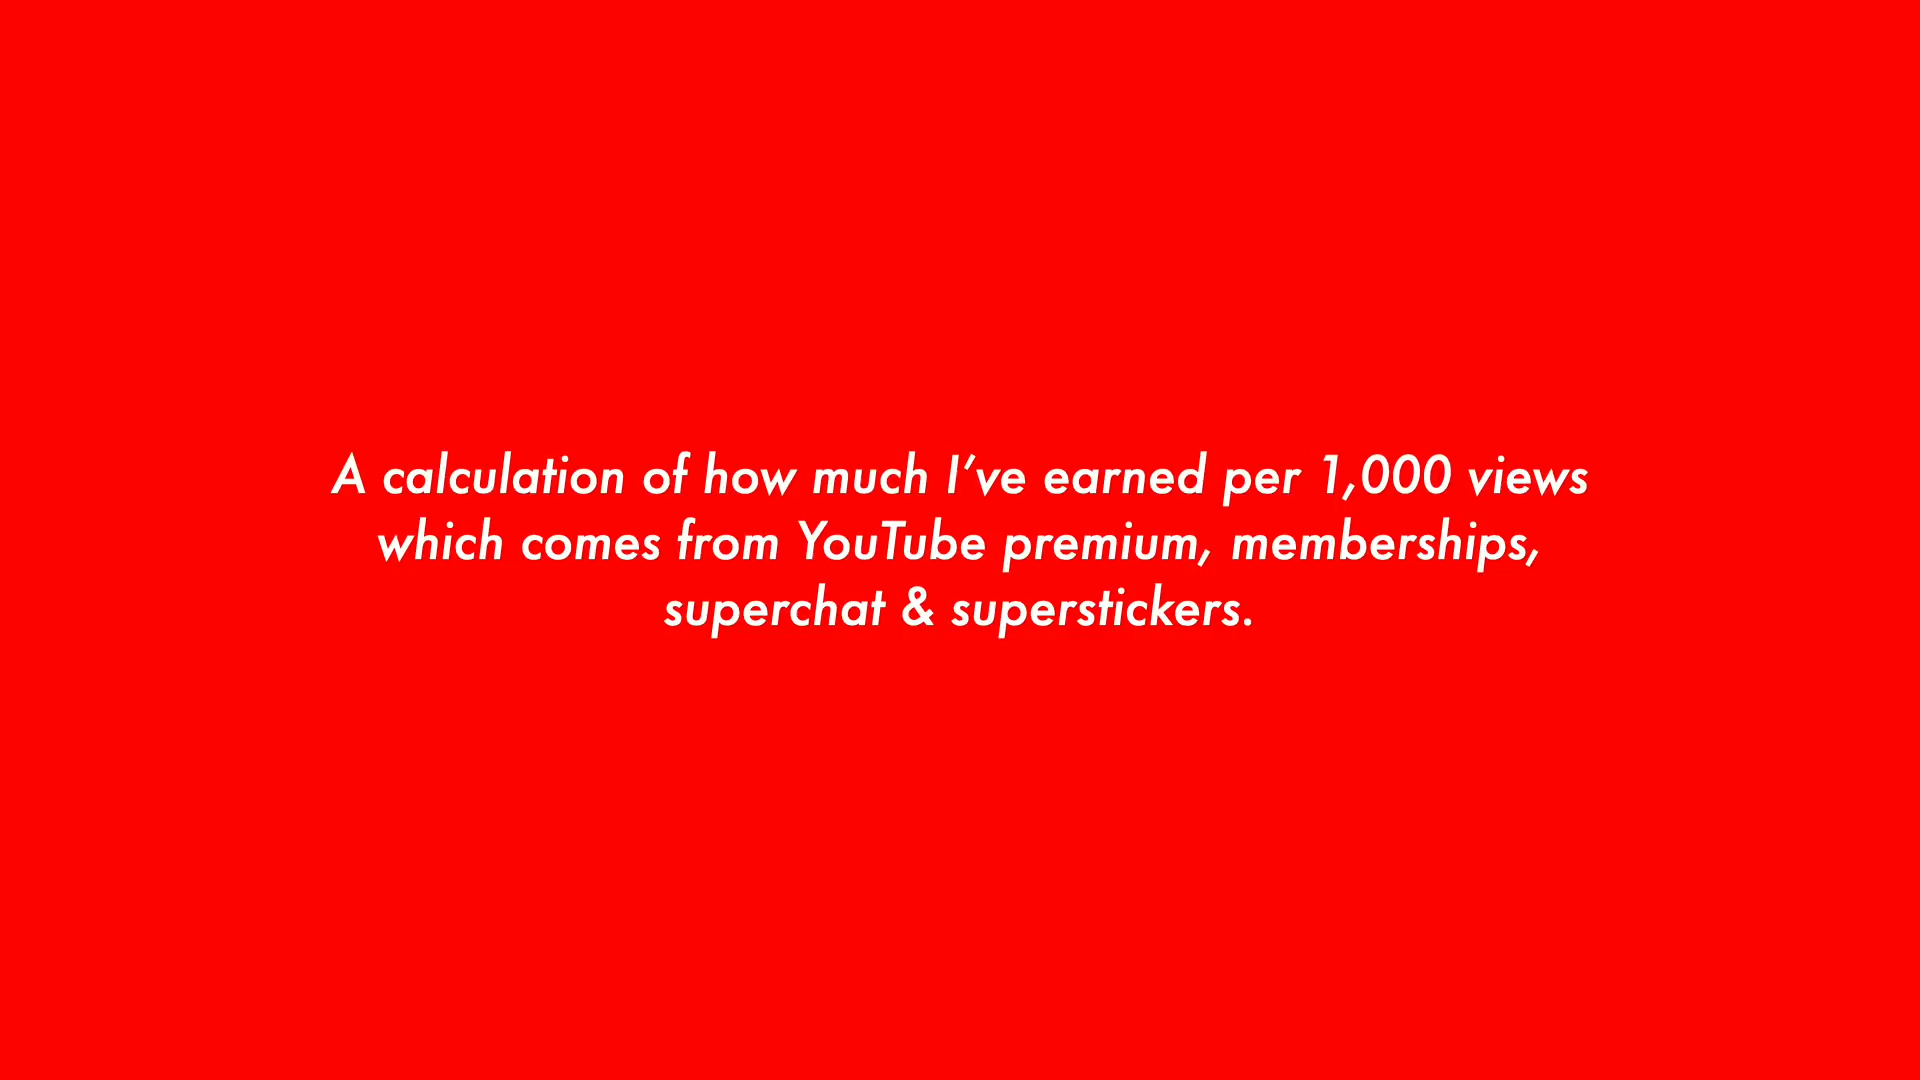 A calculation of how much I’ve earned per 1,000 views
which comes from YouTube premium, memberships,
superchat & superstickers.